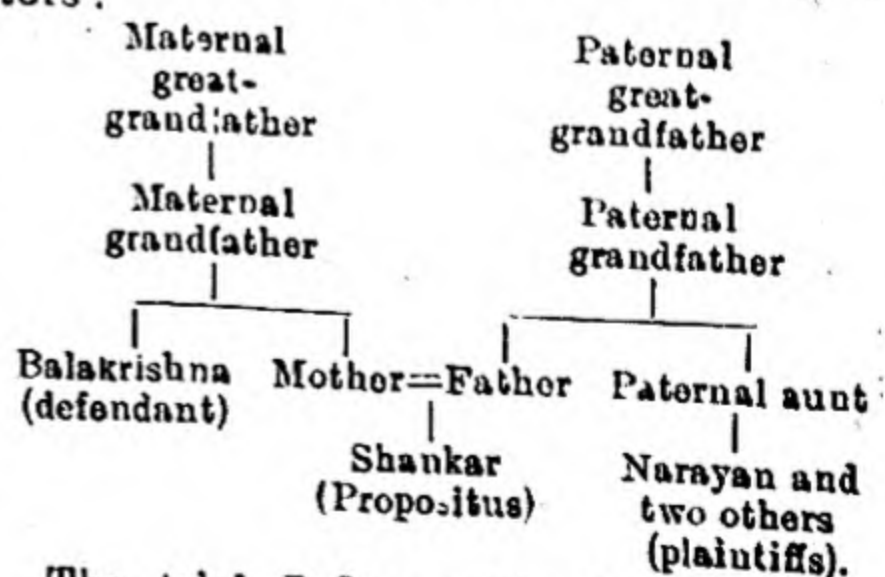 Maternal
great-
grandfather
Paternal
great-
grandfather
Maternal
grandfather
Paternal
grandfather
Balakrishna
(defendant)
Mother=Father
Paternal aunt
Shankar
(Propositus)
Narayan and
two others
(plaintiffs).